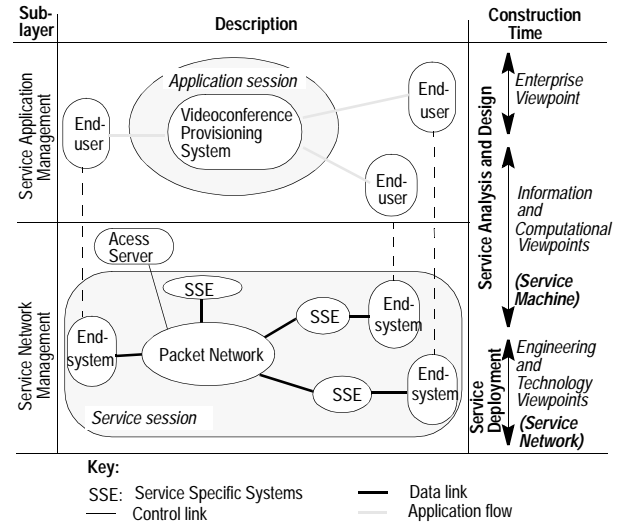 Sub-
layer
Description
Construction
Time
Service Application
Management
Application session
Videoconference
Provisioning
System
End-
user
End-
user
End-
user
Service Analysis and Design
Enterprise
Viewpoint
Information
and
Computational
Viewpoints
(Service
Machine)
Service Network
Management
Acess
Server
SSE
SSE
SSE
End-
system
End-
system
End-
system
Packet Network
Service session
Service
Deployment
Engineering
and
Technology
Viewpoints
(Service
Network)
Key:
SSE: Service Specific Systems
Control link
Data link
Application flow